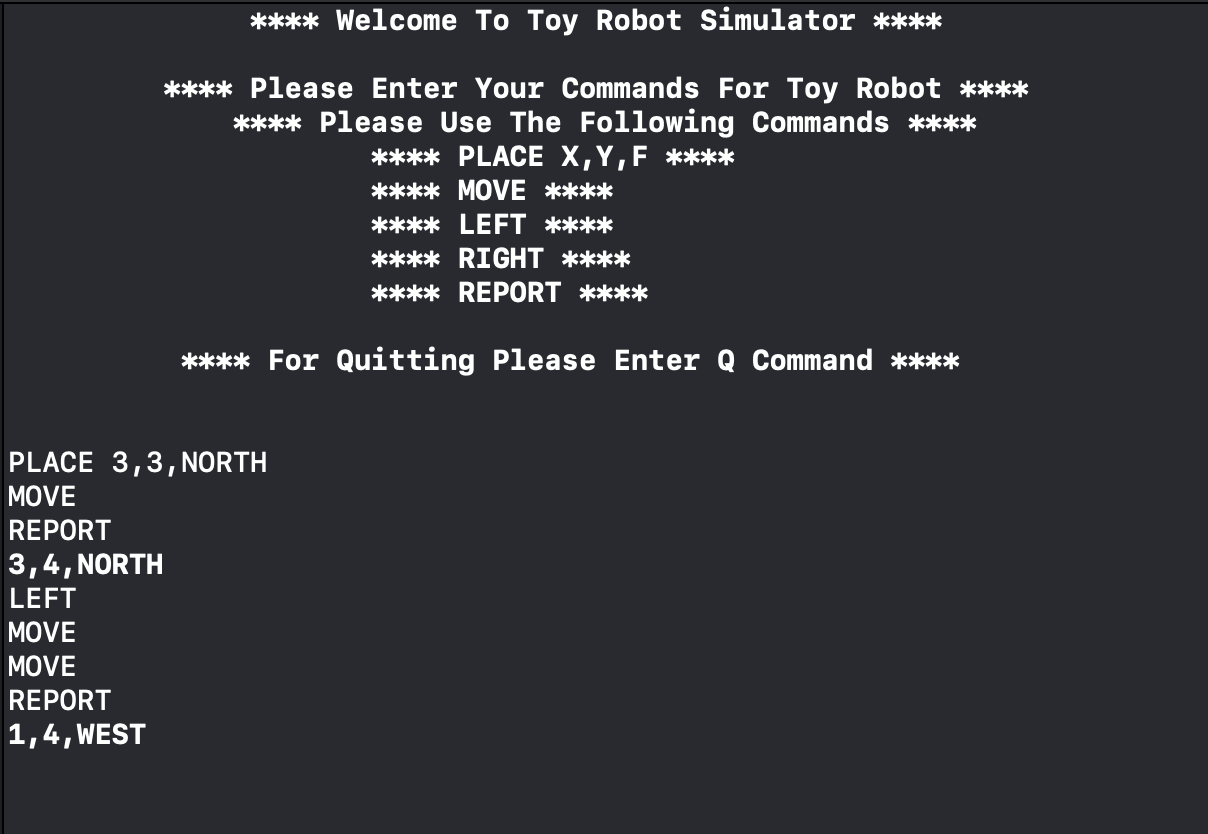 **** Welcome To Toy Robot Simulator ****
**** Please Enter Your Commands For Toy Robot ****
**** Please Use The Following Commands ****
**** PLACE X,Y,F ****
**** MOVE ****
**** LEFT ****
**** RIGHT ****
**** REPORT ****
**** For Quitting Please Enter Q Command ****
PLACE 3,3,NORTH
MOVE
REPORT
3,4,NORTH
LEFT
MOVE
MOVE
REPORT
1,4,WEST